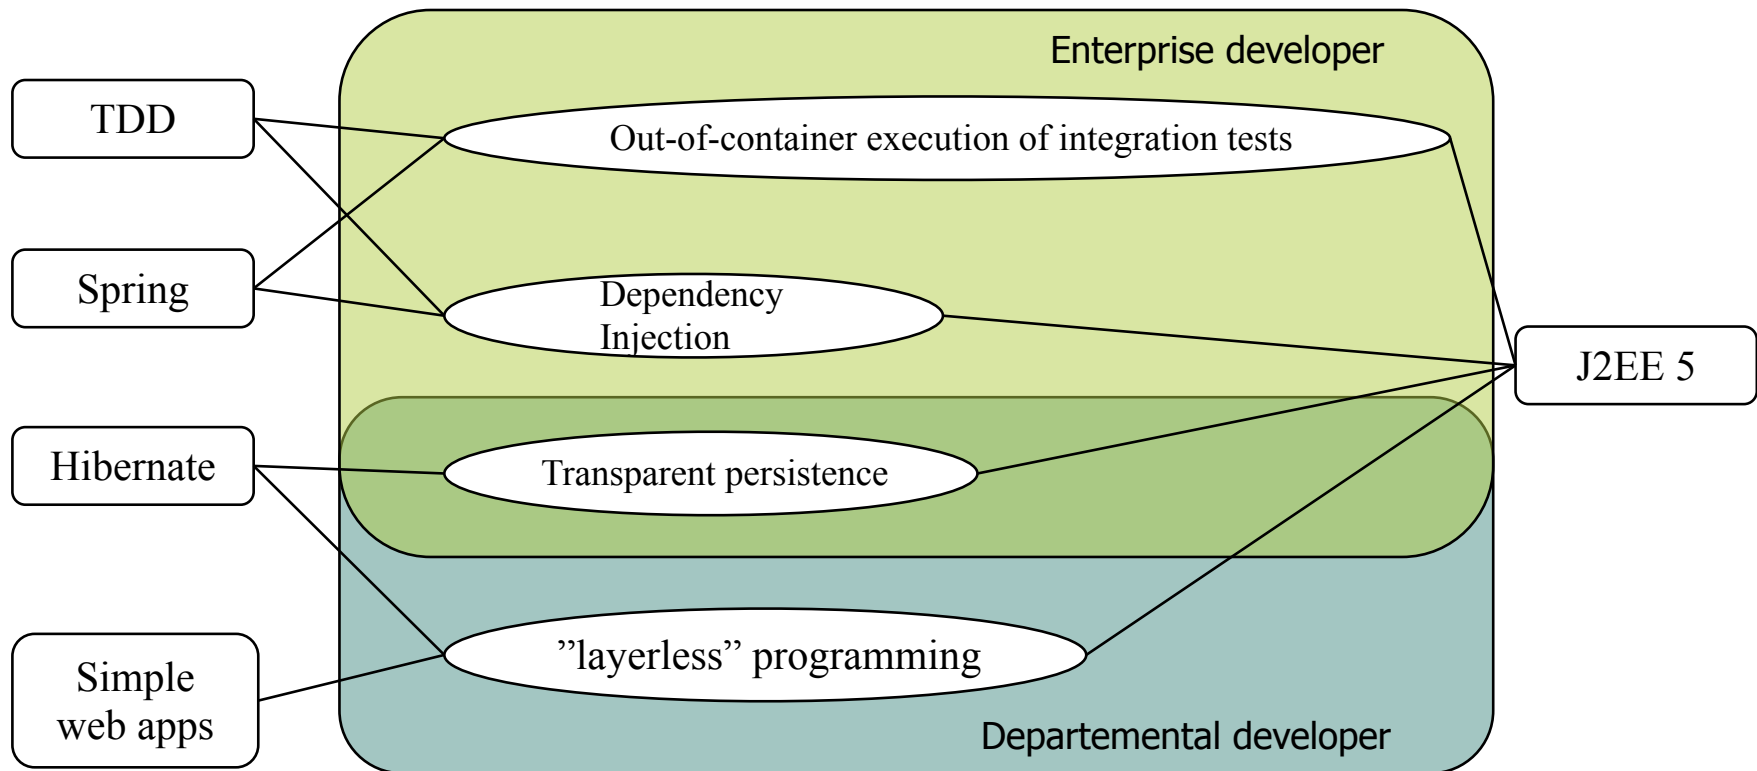 Enterprise developer
TDD
Out-of-container execution of integration tests
Spring
Dependency
Injection
J2EE 5
Hibernate
Transparent persistence
Simple
web apps
”layerless” programming
Departemental developer